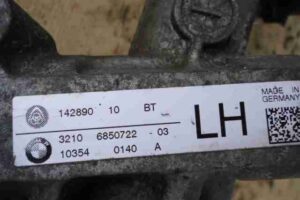 142890 10 BT
3210 6850722 - 03
10354 0140 A
LH
MADE IN
GERMANY